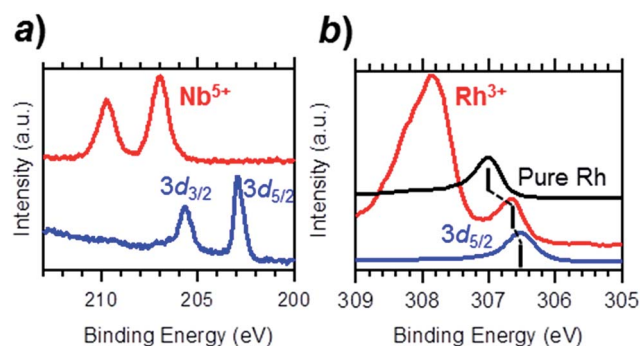 a)
Nb⁵⁺
3d₃/₂
3d₅/₂
Intensity (a.u.)
210
205
200
Binding Energy (eV)
b)
Rh³⁺
Pure Rh
3d₅/₂
Intensity (a.u.)
309
308
307
306
305
Binding Energy (eV)